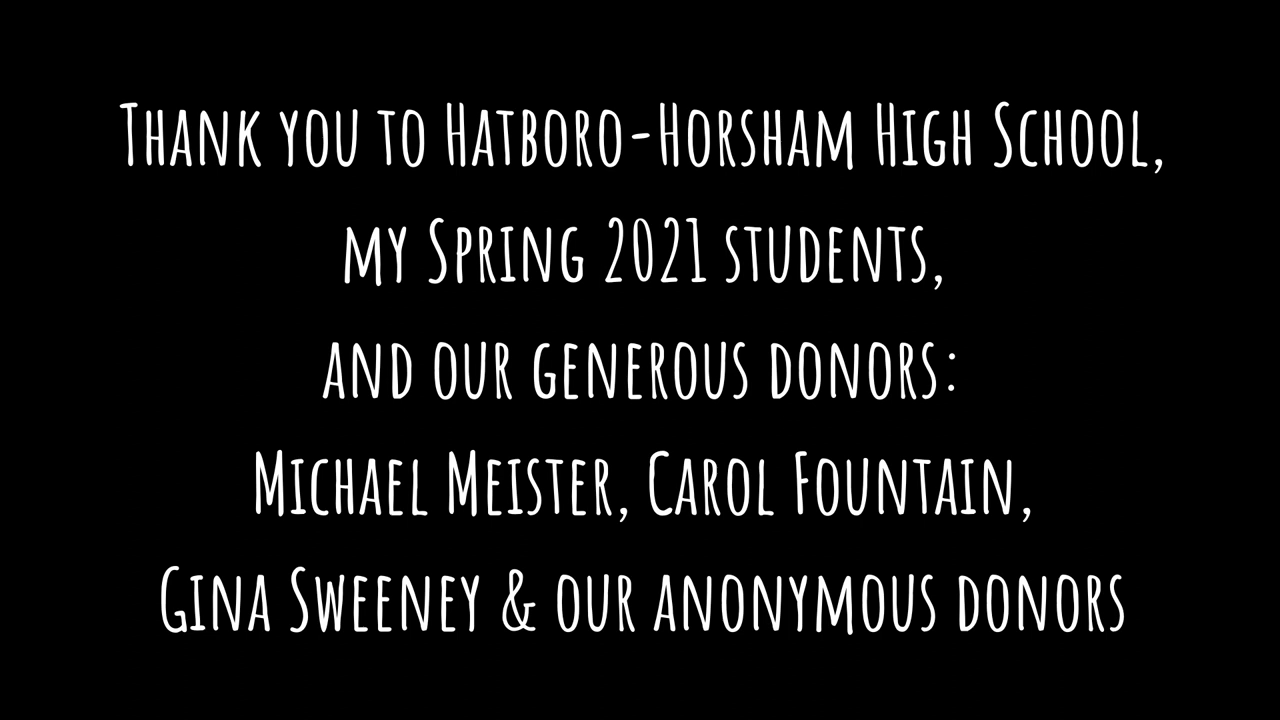 Thank you to Hatboro-Horsham High School,
my Spring 2021 students,
and our generous donors:
Michael Meister, Carol Fountain,
Gina Sweeney & our anonymous donors